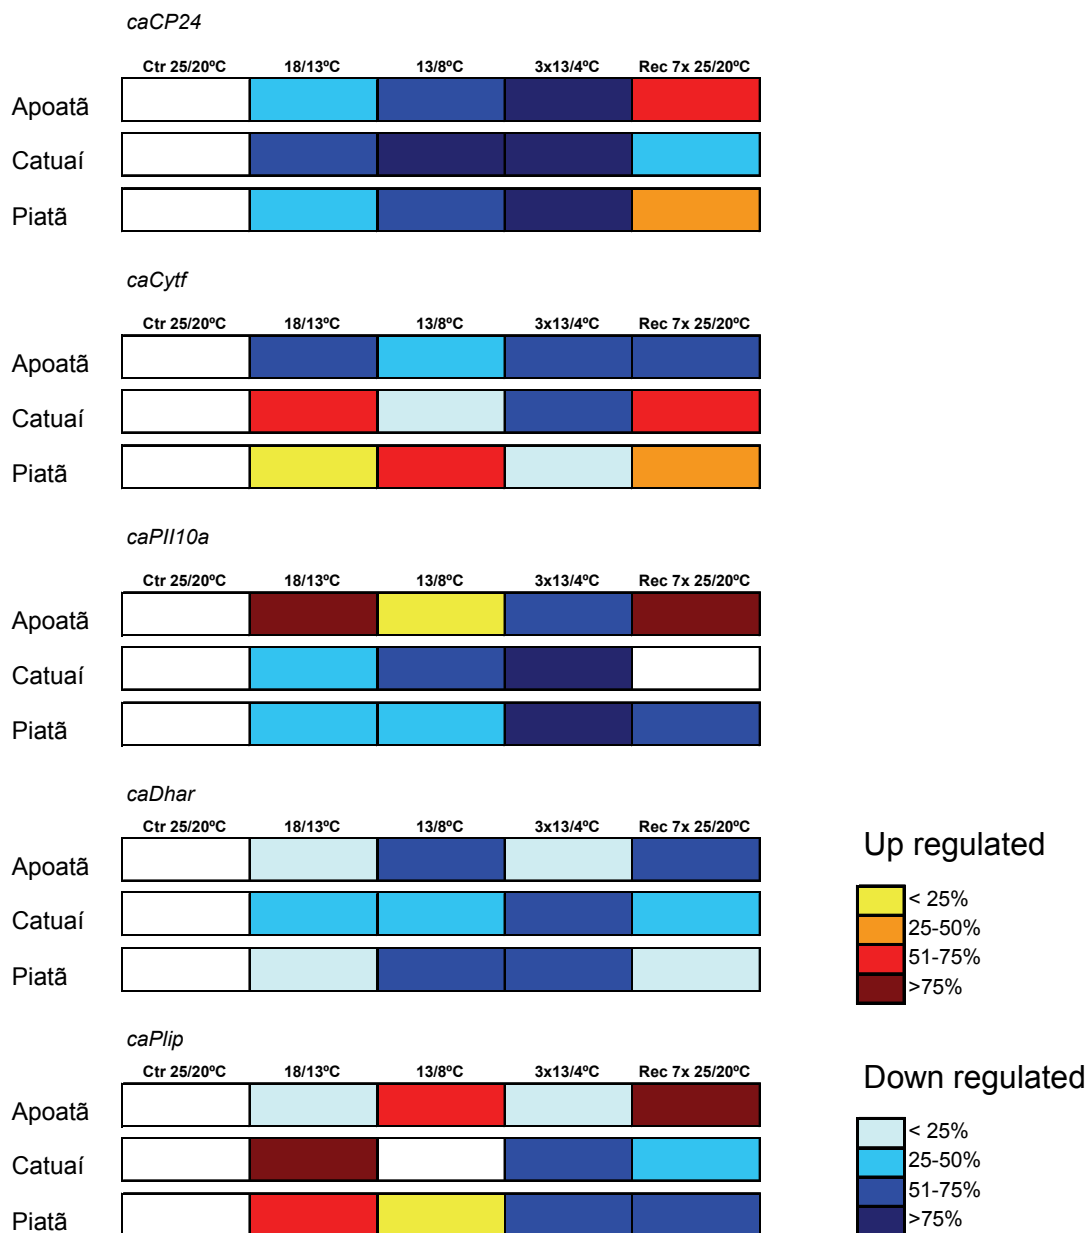 caCP24
Ctr 25/20ºC 18/13ºC 13/8ºC 3x13/4ºC Rec 7x 25/20ºC
Apoatã
Catuaí
Piatã
caCytf
Ctr 25/20ºC 18/13ºC 13/8ºC 3x13/4ºC Rec 7x 25/20ºC
Apoatã
Catuaí
Piatã
caPII10a
Ctr 25/20ºC 18/13ºC 13/8ºC 3x13/4ºC Rec 7x 25/20ºC
Apoatã
Catuaí
Piatã
caDhar
Ctr 25/20ºC 18/13ºC 13/8ºC 3x13/4ºC Rec 7x 25/20ºC
Apoatã
Catuaí
Piatã
Up regulated
< 25%
25-50%
51-75%
>75%
caPlip
Ctr 25/20ºC 18/13ºC 13/8ºC 3x13/4ºC Rec 7x 25/20ºC
Apoatã
Catuaí
Piatã
Down regulated
< 25%
25-50%
51-75%
>75%